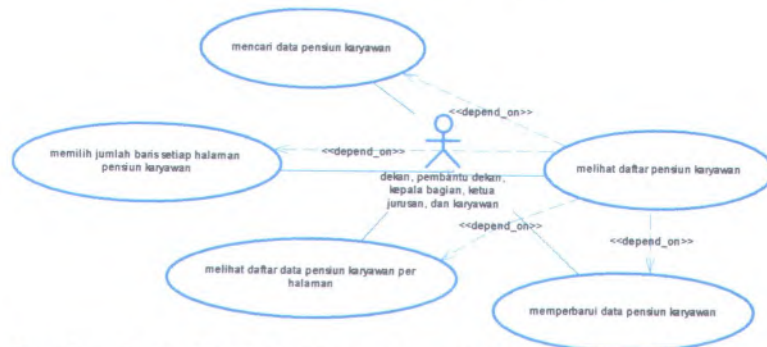 mencari data pensiun karyawan
<<depend_on>>
memilih jumlah baris setiap halaman
pensiun karyawan
<<depend_on>>
melihat daftar pensiun karyawan
dekan, pembantu dekan,
kepala bagian, ketua
jurusan, dan karyawan
<<depend_on>>
<<depend_on>>
melihat daftar data pensiun karyawan per
halaman
memperbarui data pensiun karyawan